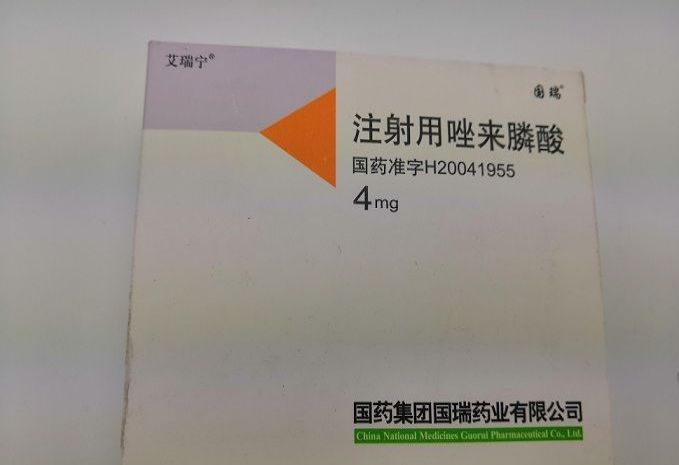 艾瑞宁®
国瑞®
注射用唑来膦酸
国药准字H20041955
4mg
国药集团国瑞药业有限公司
China National Medicines Guorui Pharmaceutical Co., Ltd.